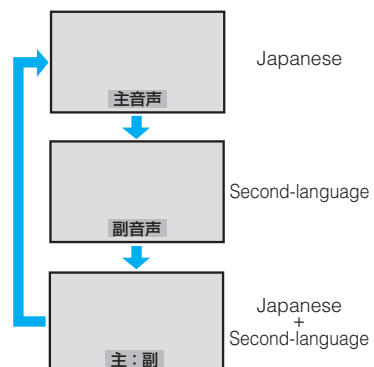 Japanese
主音声
Second-language
副音声
Japanese
+
Second-language
主：副